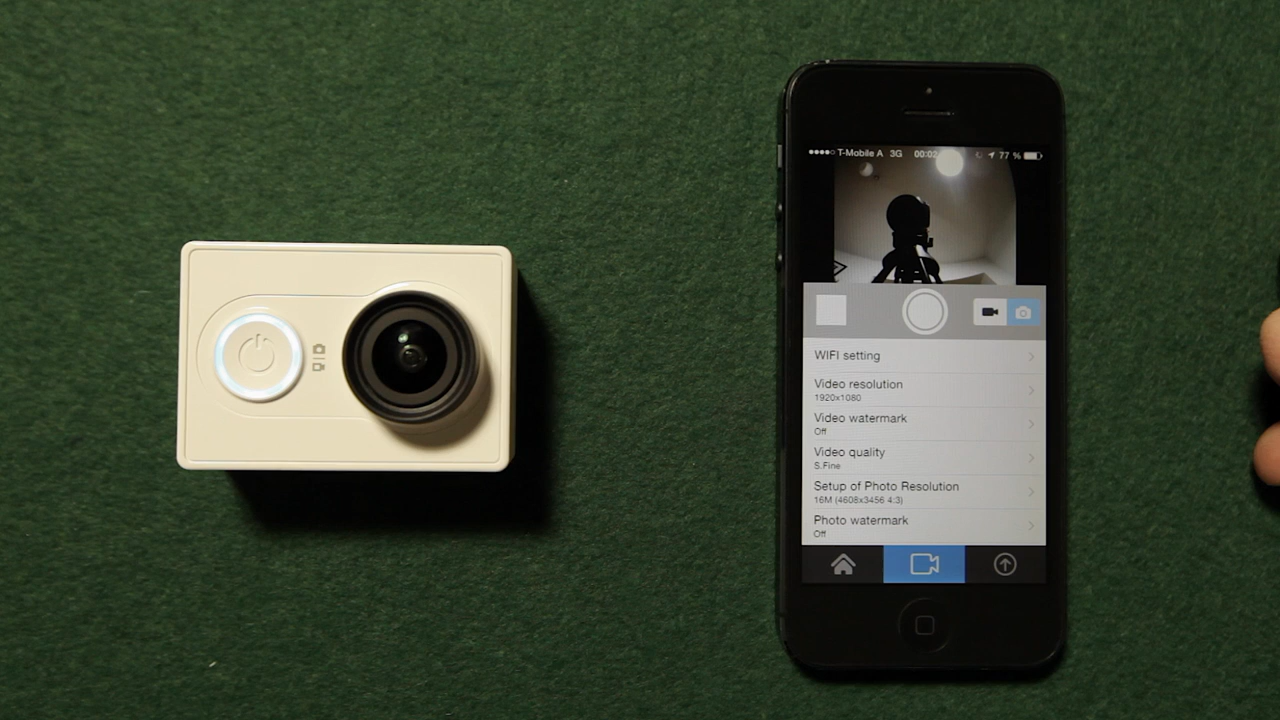 T-Mobile A 3G 00:02 77 %
WIFI setting
Video resolution
1920x1080
Video watermark
Off
Video quality
S.Fine
Setup of Photo Resolution
16M (4608x3456 4:3)
Photo watermark
Off